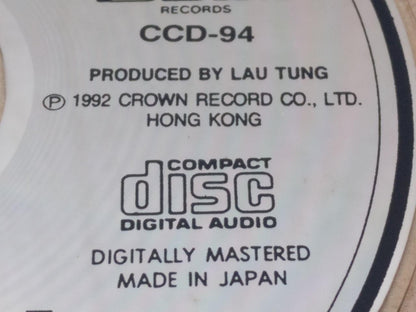 RECORDS
CCD-94
PRODUCED BY LAU TUNG
Ⓟ 1992 CROWN RECORD CO., LTD.
HONG KONG
COMPACT
disc
DIGITAL AUDIO
DIGITALLY MASTERED
MADE IN JAPAN